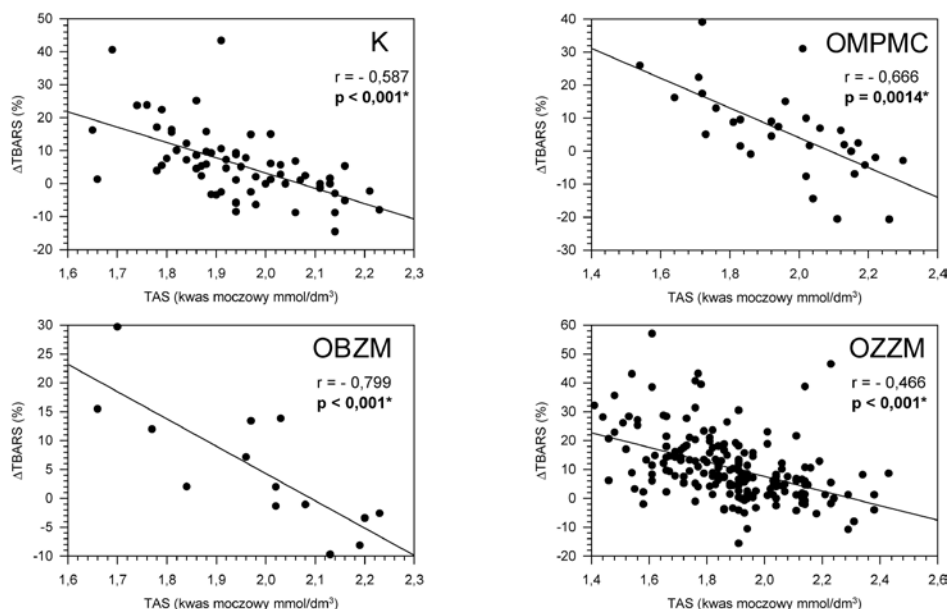 K
r = - 0,587
p < 0,001*
50
40
30
20
10
0
-10
-20
ΔTBARS (%)
1,6 1,7 1,8 1,9 2,0 2,1 2,2 2,3
TAS (kwas moczowy mmol/dm³)
OMPMC
r = - 0,666
p = 0,0014*
40
30
20
10
0
-10
-20
-30
ΔTBARS (%)
1,4 1,6 1,8 2,0 2,2 2,4
TAS (kwas moczowy mmol/dm³)
OBZM
r = - 0,799
p < 0,001*
30
25
20
15
10
5
0
-5
-10
ΔTBARS (%)
1,6 1,7 1,8 1,9 2,0 2,1 2,2 2,3
TAS (kwas moczowy mmol/dm³)
OZZM
r = - 0,466
p < 0,001*
60
50
40
30
20
10
0
-10
-20
ΔTBARS (%)
1,4 1,6 1,8 2,0 2,2 2,4 2,6
TAS (kwas moczowy mmol/dm³)